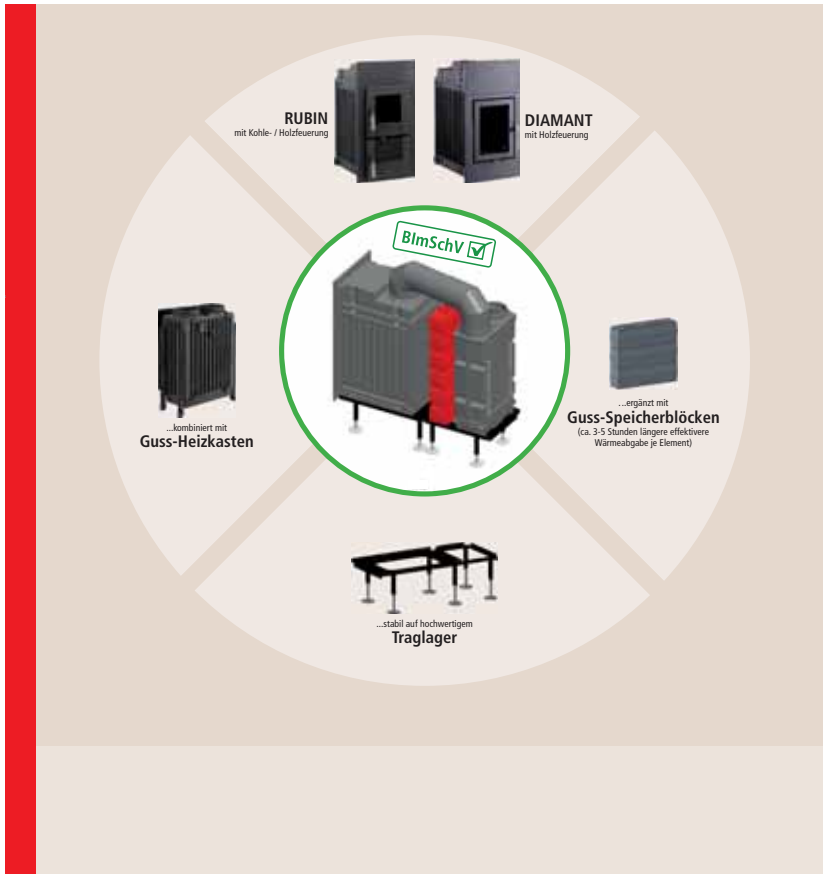 RUBIN
mit Kohle- / Holzfeuerung
DIAMANT
mit Holzfeuerung
BImSchV
...kombiniert mit
Guss-Heizkasten
...ergänzt mit
Guss-Speicherblöcken
(ca. 3-5 Stunden längere effektivere
Wärmeabgabe je Element)
...stabil auf hochwertigem
Traglager